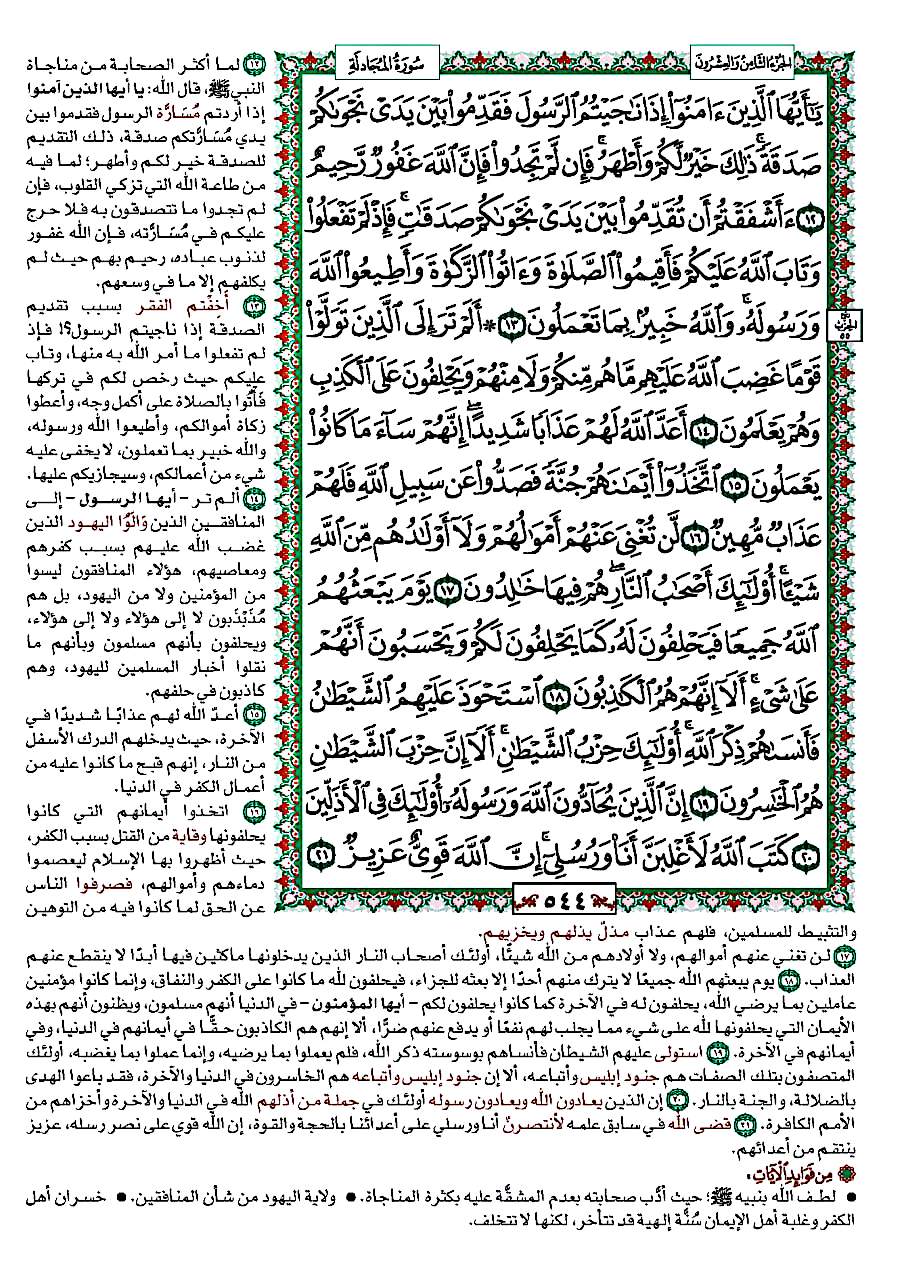 الجزء الثامن والعشرون
سورة المجادلة
يَٰٓأَيُّهَا ٱلَّذِينَ ءَامَنُوٓا۟ إِذَا نَٰجَيْتُمُ ٱلرَّسُولَ فَقَدِّمُوا۟ بَيْنَ يَدَىْ نَجْوَىٰكُمْ
صَدَقَةً ۚ ذَٰلِكَ خَيْرٌ لَّكُمْ وَأَطْهَرُ ۚ فَإِن لَّمْ تَجِدُوا۟ فَإِنَّ ٱللَّهَ غَفُورٌ رَّحِيمٌ
١٢ ءَأَشْفَقْتُمْ أَن تُقَدِّمُوا۟ بَيْنَ يَدَىْ نَجْوَىٰكُمْ صَدَقَٰتٍ ۚ فَإِذْ لَمْ تَفْعَلُوا۟
وَتَابَ ٱللَّهُ عَلَيْكُمْ فَأَقِيمُوا۟ ٱلصَّلَوٰةَ وَءَاتُوا۟ ٱلزَّكَوٰةَ وَأَطِيعُوا۟ ٱللَّهَ
وَرَسُولَهُۥ ۚ وَٱللَّهُ خَبِيرٌۢ بِمَا تَعْمَلُونَ ١٣ ۞ أَلَمْ تَرَ إِلَى ٱلَّذِينَ تَوَلَّوْا۟
قَوْمًا غَضِبَ ٱللَّهُ عَلَيْهِم مَّا هُم مِّنكُمْ وَلَا مِنْهُمْ وَيَحْلِفُونَ عَلَى ٱلْكَذِبِ
وَهُمْ يَعْلَمُونَ ١٤ أَعَدَّ ٱللَّهُ لَهُمْ عَذَابًا شَدِيدًا ۖ إِنَّهُمْ سَآءَ مَا كَانُوا۟
يَعْمَلُونَ ١٥ ٱتَّخَذُوٓا۟ أَيْمَٰنَهُمْ جُنَّةً فَصَدُّوا۟ عَن سَبِيلِ ٱللَّهِ فَلَهُمْ
عَذَابٌ مُّهِينٌ ١٦ لَّن تُغْنِىَ عَنْهُمْ أَمْوَٰلُهُمْ وَلَآ أَوْلَٰدُهُم مِّنَ ٱللَّهِ
شَيْـًٔا ۚ أُو۟لَٰٓئِكَ أَصْحَٰبُ ٱلنَّارِ ۖ هُمْ فِيهَا خَٰلِدُونَ ١٧ يَوْمَ يَبْعَثُهُمُ
ٱللَّهُ جَمِيعًا فَيَحْلِفُونَ لَهُۥ كَمَا يَحْلِفُونَ لَكُمْ ۖ وَيَحْسَبُونَ أَنَّهُمْ
عَلَىٰ شَىْءٍ ۚ أَلَآ إِنَّهُمْ هُمُ ٱلْكَٰذِبُونَ ١٨ ٱسْتَحْوَذَ عَلَيْهِمُ ٱلشَّيْطَٰنُ
فَأَنسَىٰهُمْ ذِكْرَ ٱللَّهِ ۚ أُو۟لَٰٓئِكَ حِزْبُ ٱلشَّيْطَٰنِ ۚ أَلَآ إِنَّ حِزْبَ ٱلشَّيْطَٰنِ
هُمُ ٱلْخَٰسِرُونَ ١٩ إِنَّ ٱلَّذِينَ يُحَآدُّونَ ٱللَّهَ وَرَسُولَهُۥٓ أُو۟لَٰٓئِكَ فِى ٱلْأَذَلِّينَ
٢٠ كَتَبَ ٱللَّهُ لَأَغْلِبَنَّ أَنَا۠ وَرُسُلِىٓ ۚ إِنَّ ٱللَّهَ قَوِىٌّ عَزِيزٌ ٢١
٥٤٤
١٢ لما أكثر الصحابة من مناجاة
النبي ﷺ، قال الله: يا أيها الذين آمنوا
إذا أردتم مُسَارَّة الرسول فقدموا بين
يدي مُسَارَّتكم صدقة، ذلك التقديم
للصدقة خير لكم وأطهر؛ لما فيه
من طاعة الله التي تزكي القلوب، فإن
لم تجدوا ما تتصدقون به فلا حرج
عليكم في مُسَارَّته، فإن الله غفور
لذنوب عباده، رحيم بهم حيث لم
يكلفهم إلا ما في وسعهم.
١٣ أخِفْتم الفقر بسبب تقديم
الصدقة إذا ناجيتم الرسول؟! فإذ
لم تفعلوا ما أمر الله به منها، وتاب
عليكم حيث رخص لكم في تركها
فَأْتُوا بالصلاة على أكمل وجه، وأعطوا
زكاة أموالكم، وأطيعوا الله ورسوله،
والله خبير بما تعملون، لا يخفى عليه
شيء من أعمالكم، وسيجازيكم عليها.
١٤ ألم تر - أيها الرسول - إلى
المنافقين الذين وَالَوُا اليهود الذين
غضب الله عليهم بسبب كفرهم
ومعاصيهم، هؤلاء المنافقون ليسوا
من المؤمنين ولا من اليهود، بل هم
مُذَبْذَبون لا إلى هؤلاء ولا إلى هؤلاء،
ويحلفون بأنهم مسلمون وبأنهم ما
نقلوا أخبار المسلمين لليهود، وهم
كاذبون في حلفهم.
١٥ أعدّ الله لهم عذابًا شديدًا في
الآخرة، حيث يدخلهم الدرك الأسفل
من النار، إنهم قبح ما كانوا عليه من
أعمال الكفر في الدنيا.
١٦ اتخذوا أيمانهم التي كانوا
يحلفونها وقاية من القتل بسبب الكفر،
حيث أظهروا بها الإسلام ليعصموا
دماءهم وأموالهم، فصرفوا الناس
عن الحق لما كانوا فيه من التوهين
والتثبيط للمسلمين، فلهم عذاب مذلّ يذلهم ويخزيهم.
١٧ لن تغني عنهم أموالهم، ولا أولادهم من الله شيئًا، أولئك أصحاب النار الذين يدخلونها ماكثين فيها أبدًا لا ينقطع عنهم
العذاب. ١٨ يوم يبعثهم الله جميعًا لا يترك منهم أحدًا إلا بعثه للجزاء، فيحلفون لله ما كانوا على الكفر والنفاق، وإنما كانوا مؤمنين
عاملين بما يرضي الله، يحلفون له في الآخرة كما كانوا يحلفون لكم - أيها المؤمنون - في الدنيا أنهم مسلمون، ويظنون أنهم بهذه
الأيمان التي يحلفونها لله على شيء مما يجلب لهم نفعًا أو يدفع عنهم ضرًا، ألا إنهم هم الكاذبون حقًّا في أيمانهم في الدنيا، وفي
أيمانهم في الآخرة. ١٩ استولى عليهم الشيطان فأنساهم بوسوسته ذكر الله، فلم يعملوا بما يرضيه، وإنما عملوا بما يغضبه، أولئك
المتصفون بتلك الصفات هم جنود إبليس وأتباعه، ألا إن جنود إبليس وأتباعه هم الخاسرون في الدنيا والآخرة، فقد باعوا الهدى
بالضلالة، والجنة بالنار. ٢٠ إن الذين يعادون الله ويعادون رسوله أولئك في جملة من أذلهم الله في الدنيا والآخرة وأخزاهم من
الأمم الكافرة. ٢١ قضى الله في سابق علمه لأنتصرنّ أنا ورسلي على أعدائنا بالحجة والقوة، إن الله قوي على نصر رسله، عزيز
ينتقم من أعدائهم.
مِن فَوَائِدِ الآيَاتِ.
• لطف الله بنبيه ﷺ؛ حيث أدَّب صحابته بعدم المشقَّة عليه بكثرة المناجاة. • ولاية اليهود من شأن المنافقين. • خسران أهل
الكفر وغلبة أهل الإيمان سُنَّة إلهية قد تتأخر، لكنها لا تتخلف.